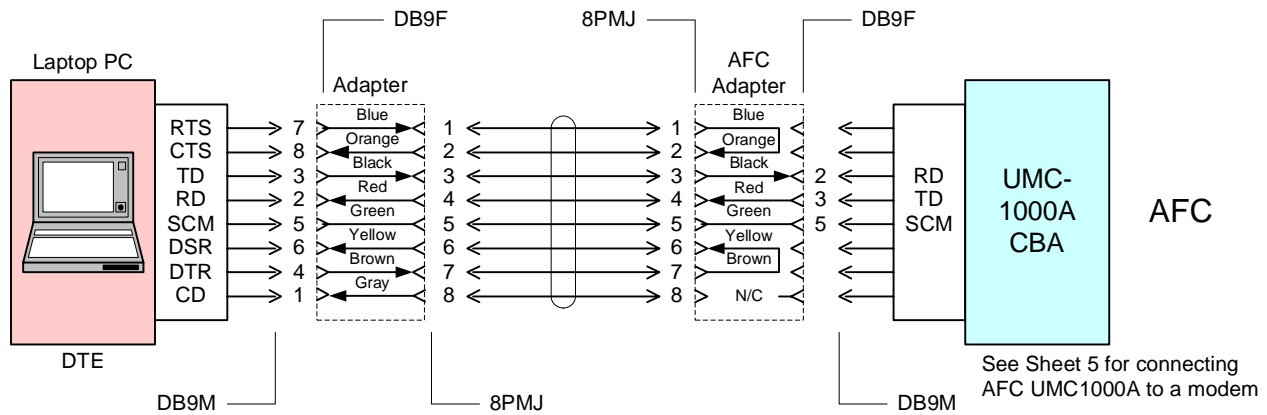 DB9F
8PMJ
DB9F
Laptop PC
Adapter
AFC
Adapter
RTS 7 Blue 1 1 Blue
CTS 8 Orange 2 2 Orange
TD 3 Black 3 3 Black 2 RD
RD 2 Red 4 4 Red 3 TD
SCM 5 Green 5 5 Green 5 SCM
DSR 6 Yellow 6 6 Yellow
DTR 4 Brown 7 7 Brown
CD 1 Gray 8 8 N/C
UMC-
1000A
CBA
AFC
DTE
See Sheet 5 for connecting
AFC UMC1000A to a modem
DB9M
8PMJ
DB9M